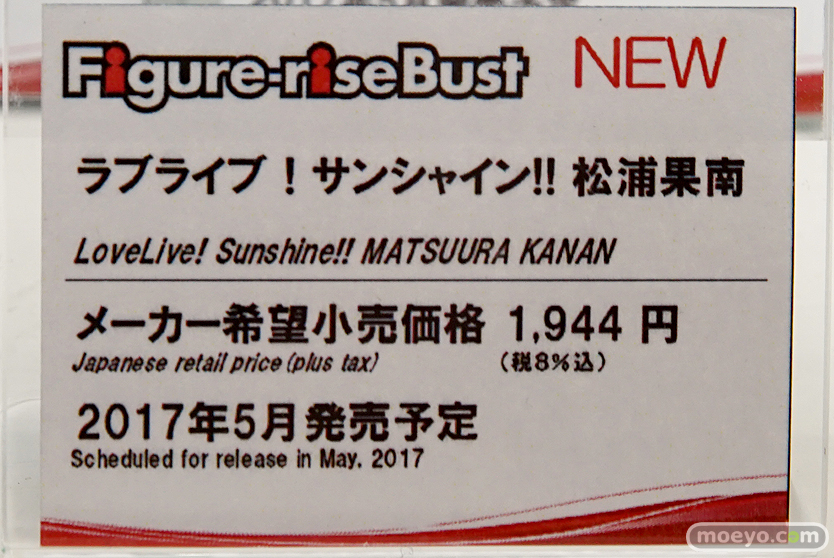 Figure-riseBust NEW
ラブライブ！サンシャイン!! 松浦果南
LoveLive! Sunshine!! MATSUURA KANAN
メーカー希望小売価格 1,944 円
Japanese retail price (plus tax) （税8%込）
2017年5月発売予定
Scheduled for release in May. 2017
moeyo.com